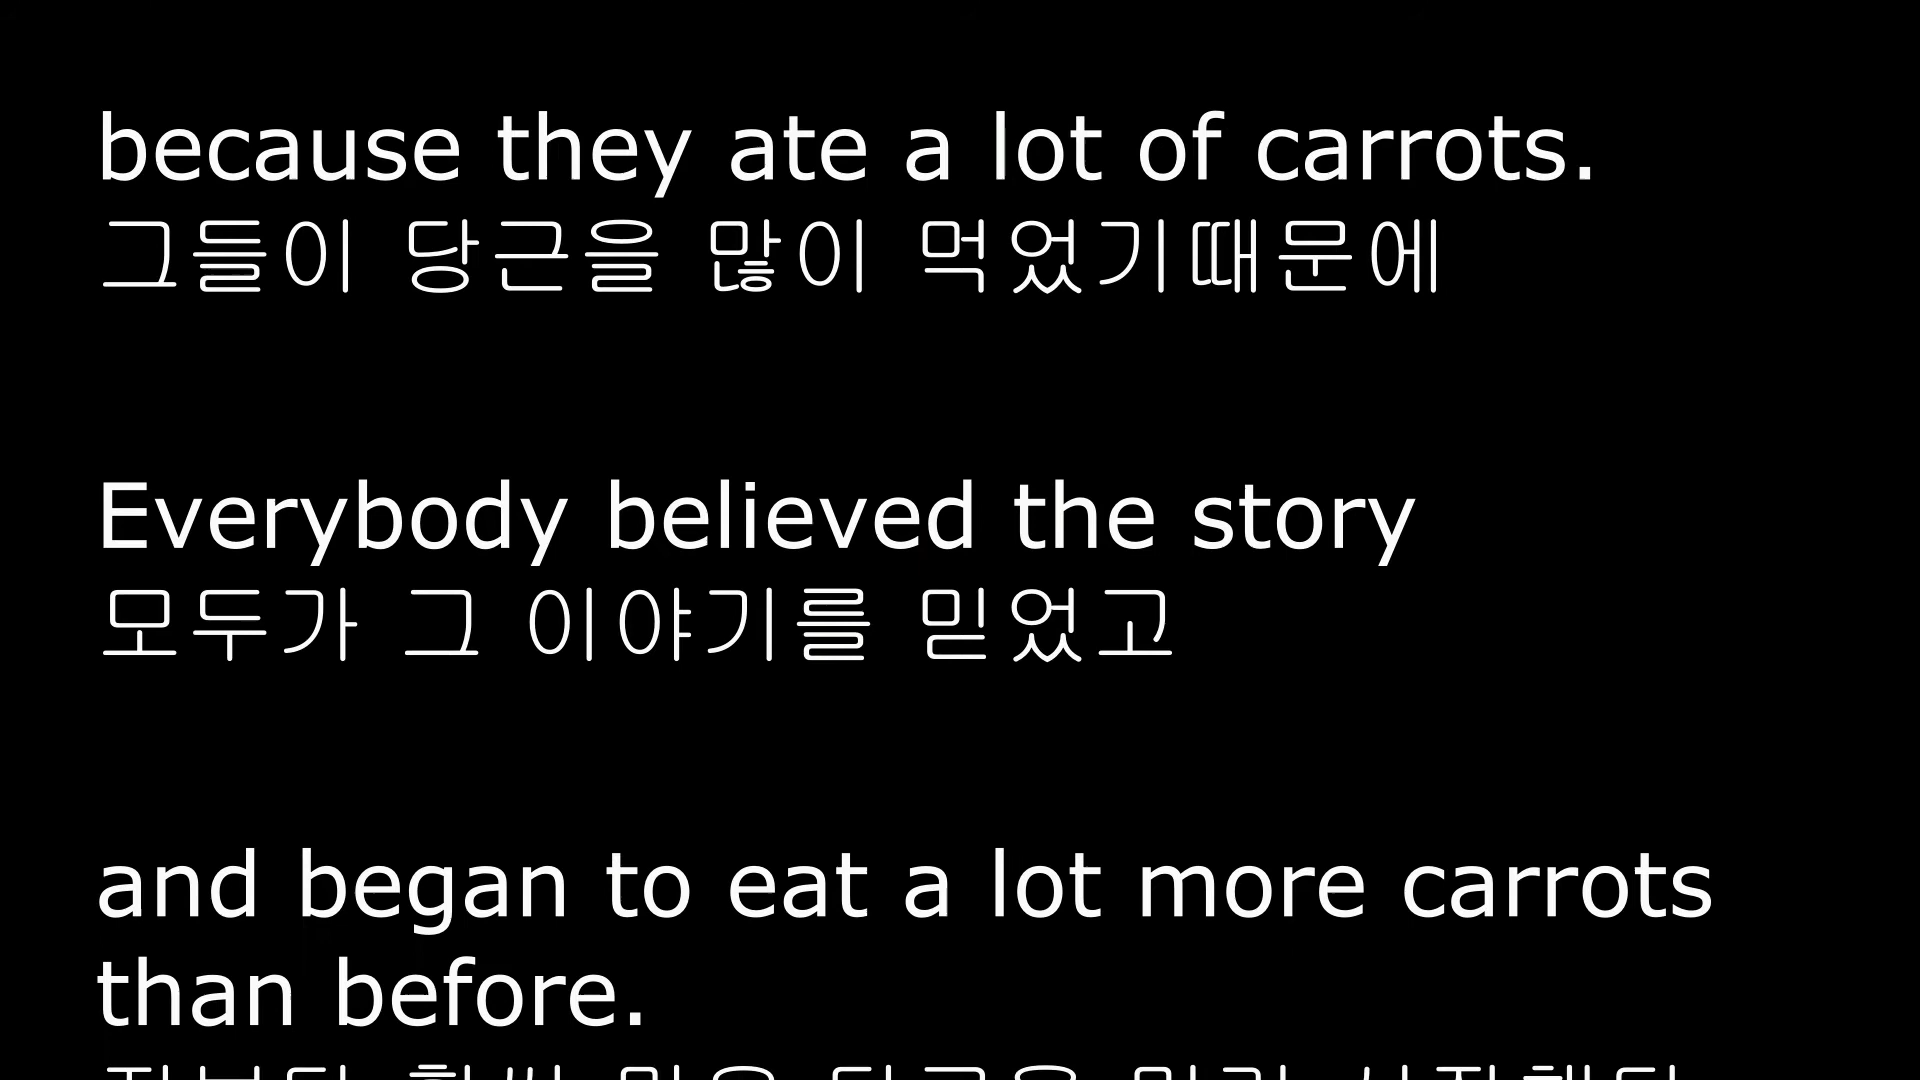 because they ate a lot of carrots.
그들이 당근을 많이 먹었기때문에
Everybody believed the story
모두가 그 이야기를 믿었고
and began to eat a lot more carrots
than before.